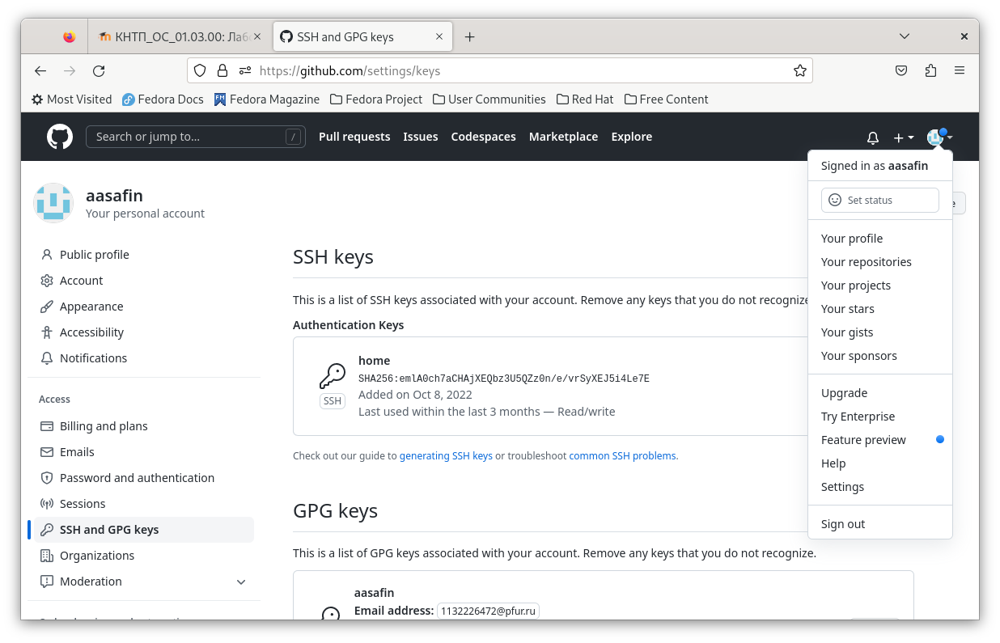 КНТП_ОС_01.03.00: Лаб
SSH and GPG keys
https://github.com/settings/keys
Most Visited
Fedora Docs
Fedora Magazine
Fedora Project
User Communities
Red Hat
Free Content
Search or jump to...
/
Pull requests
Issues
Codespaces
Marketplace
Explore
Signed in as aasafin
Set status
Your profile
Your repositories
Your projects
Your stars
Your gists
Your sponsors
Upgrade
Try Enterprise
Feature preview
Help
Settings
Sign out
aasafin
Your personal account
Public profile
Account
Appearance
Accessibility
Notifications
Access
Billing and plans
Emails
Password and authentication
Sessions
SSH and GPG keys
Organizations
Moderation
SSH keys
This is a list of SSH keys associated with your account. Remove any keys that you do not recognize
Authentication Keys
home
SHA256:emlA0ch7aCHAjXEQbz3U5QZz0n/e/vrSyXEJ5i4Le7E
SSH
Added on Oct 8, 2022
Last used within the last 3 months — Read/write
Check out our guide to generating SSH keys or troubleshoot common SSH problems.
GPG keys
This is a list of GPG keys associated with your account. Remove any keys that you do not recognize.
aasafin
Email address: 1132226472@pfur.ru